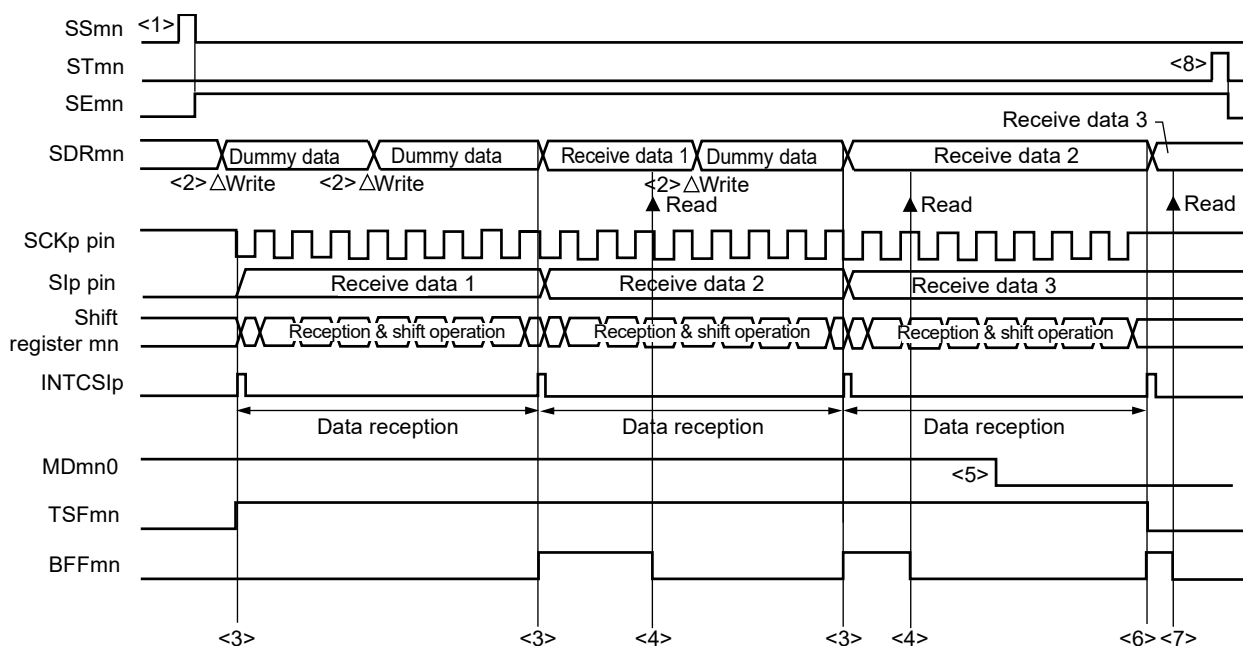 SSmn <1>
STmn <8>
SEmn
Receive data 3
SDRmn Dummy data Dummy data Receive data 1 Dummy data Receive data 2
<2> △Write <2> △Write <2> △Write
▲ Read ▲ Read ▲ Read
SCKp pin
SIp pin Receive data 1 Receive data 2 Receive data 3
Shift
register mn Reception & shift operation Reception & shift operation Reception & shift operation
INTCSIp
Data reception Data reception Data reception
MDmn0 <5>
TSFmn
BFFmn
<3> <3> <4> <3> <4> <6> <7>